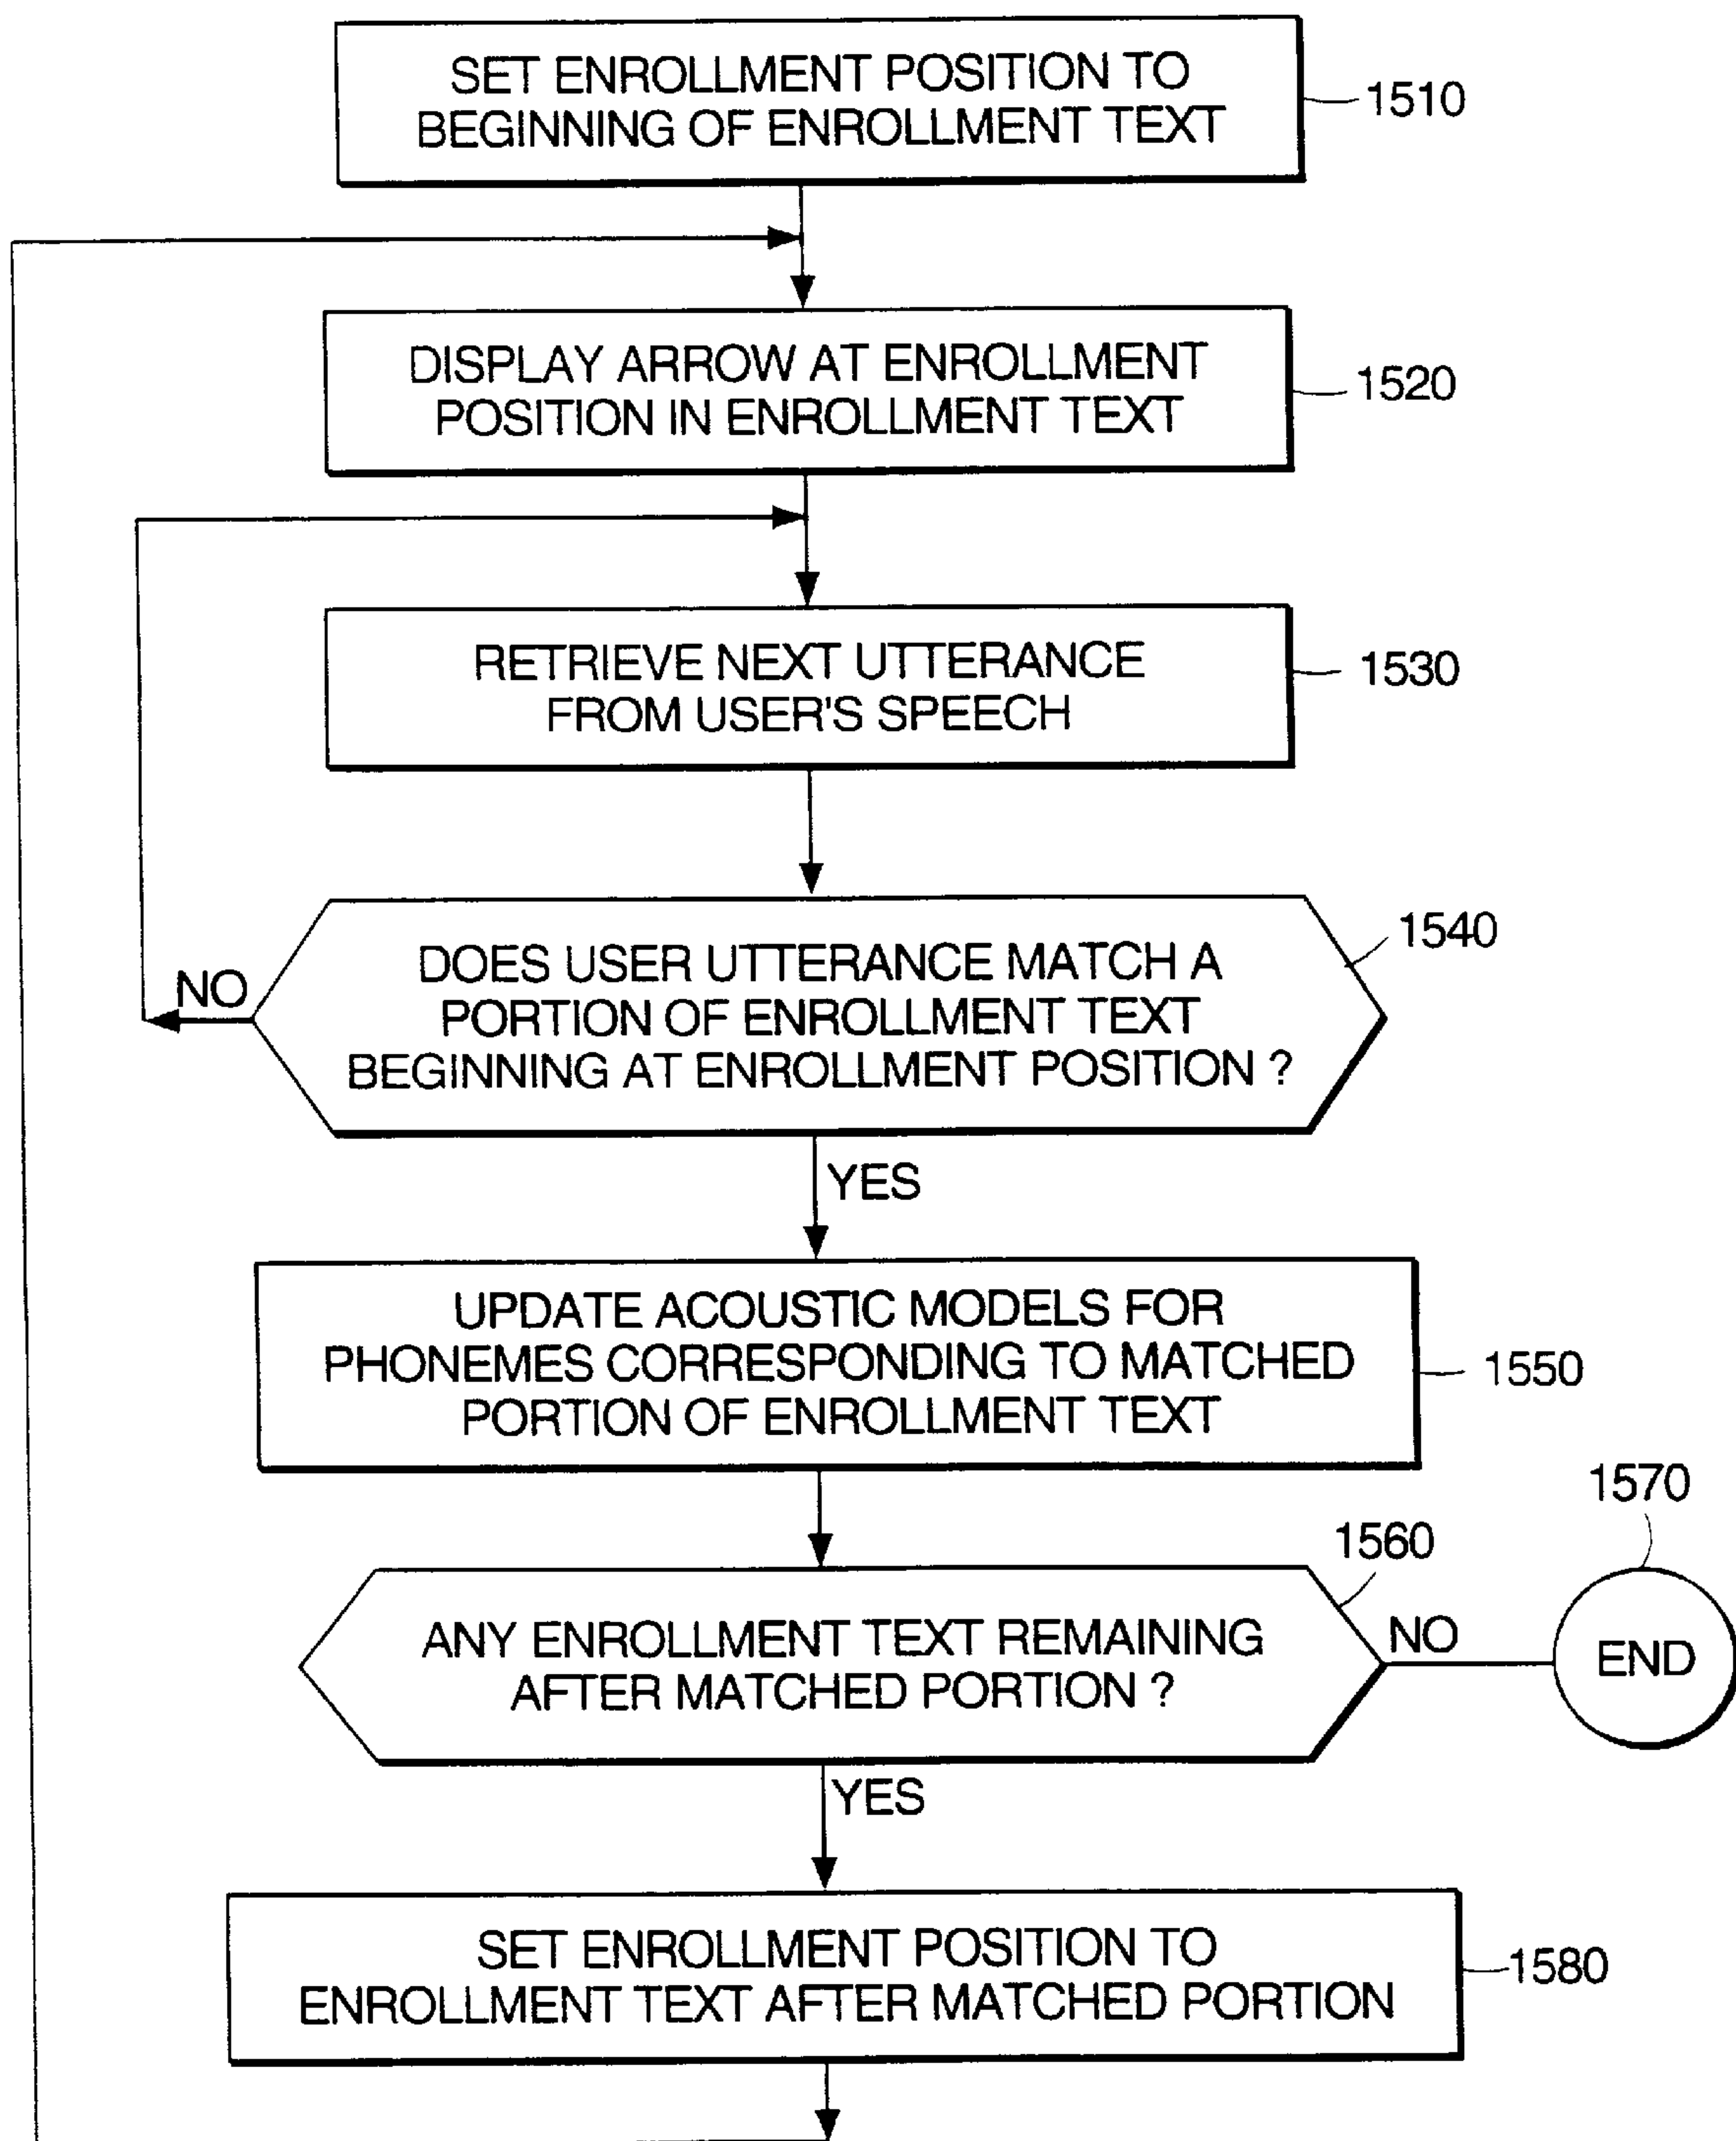 SET ENROLLMENT POSITION TO
BEGINNING OF ENROLLMENT TEXT
1510
DISPLAY ARROW AT ENROLLMENT
POSITION IN ENROLLMENT TEXT
1520
RETRIEVE NEXT UTTERANCE
FROM USER'S SPEECH
1530
DOES USER UTTERANCE MATCH A
PORTION OF ENROLLMENT TEXT
BEGINNING AT ENROLLMENT POSITION ?
1540
NO
YES
UPDATE ACOUSTIC MODELS FOR
PHONEMES CORRESPONDING TO MATCHED
PORTION OF ENROLLMENT TEXT
1550
ANY ENROLLMENT TEXT REMAINING
AFTER MATCHED PORTION ?
1560
NO
1570
END
YES
SET ENROLLMENT POSITION TO
ENROLLMENT TEXT AFTER MATCHED PORTION
1580